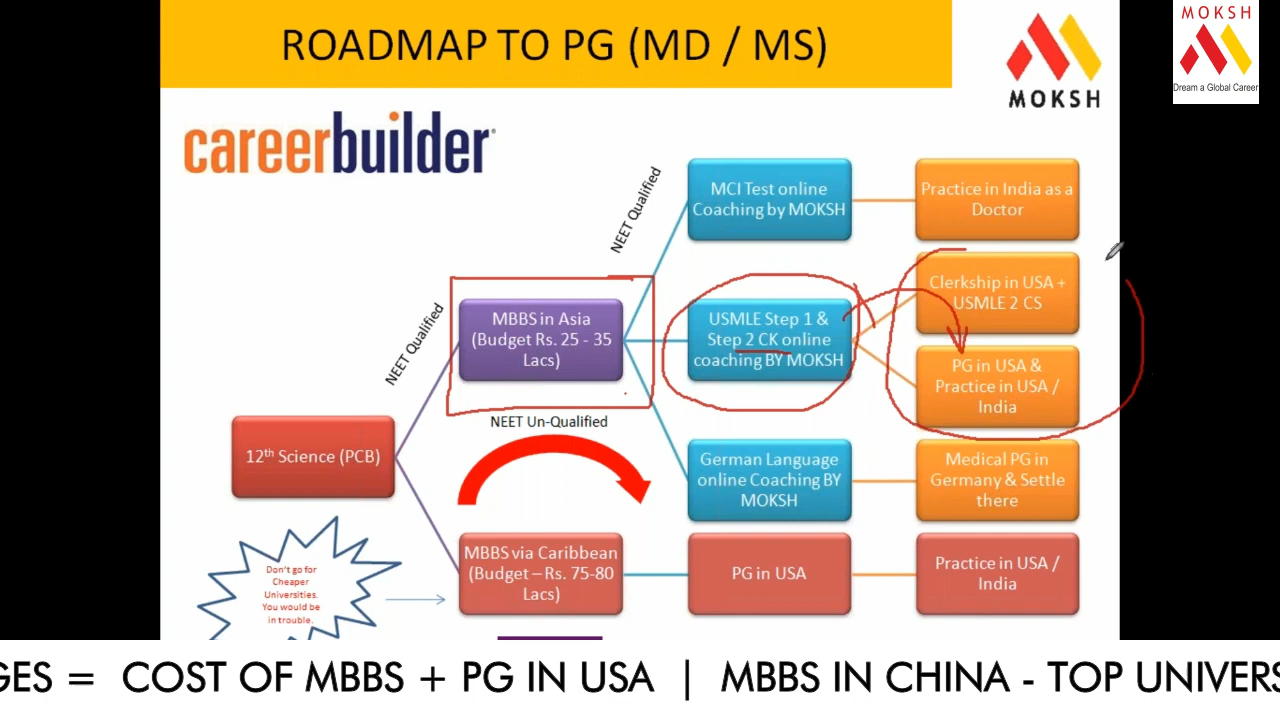 ROADMAP TO PG (MD / MS)
MOKSH
MOKSH
Dream a Global Career
careerbuilder
NEET Qualified
NEET Qualified
MCI Test online
Coaching by MOKSH
Practice in India as a
Doctor
Clerkship in USA +
USMLE 2 CS
MBBS in Asia
(Budget Rs. 25 - 35
Lacs)
USMLE Step 1 &
Step 2 CK online
coaching BY MOKSH
PG in USA &
Practice in USA /
India
NEET Un-Qualified
12th Science (PCB)
German Language
online Coaching BY
MOKSH
Medical PG in
Germany & Settle
there
MBBS via Caribbean
(Budget – Rs. 75-80
Lacs)
PG in USA
Practice in USA /
India
Don't go for
Cheaper
Universities.
You would be
in trouble.
GES = COST OF MBBS + PG IN USA | MBBS IN CHINA - TOP UNIVERS